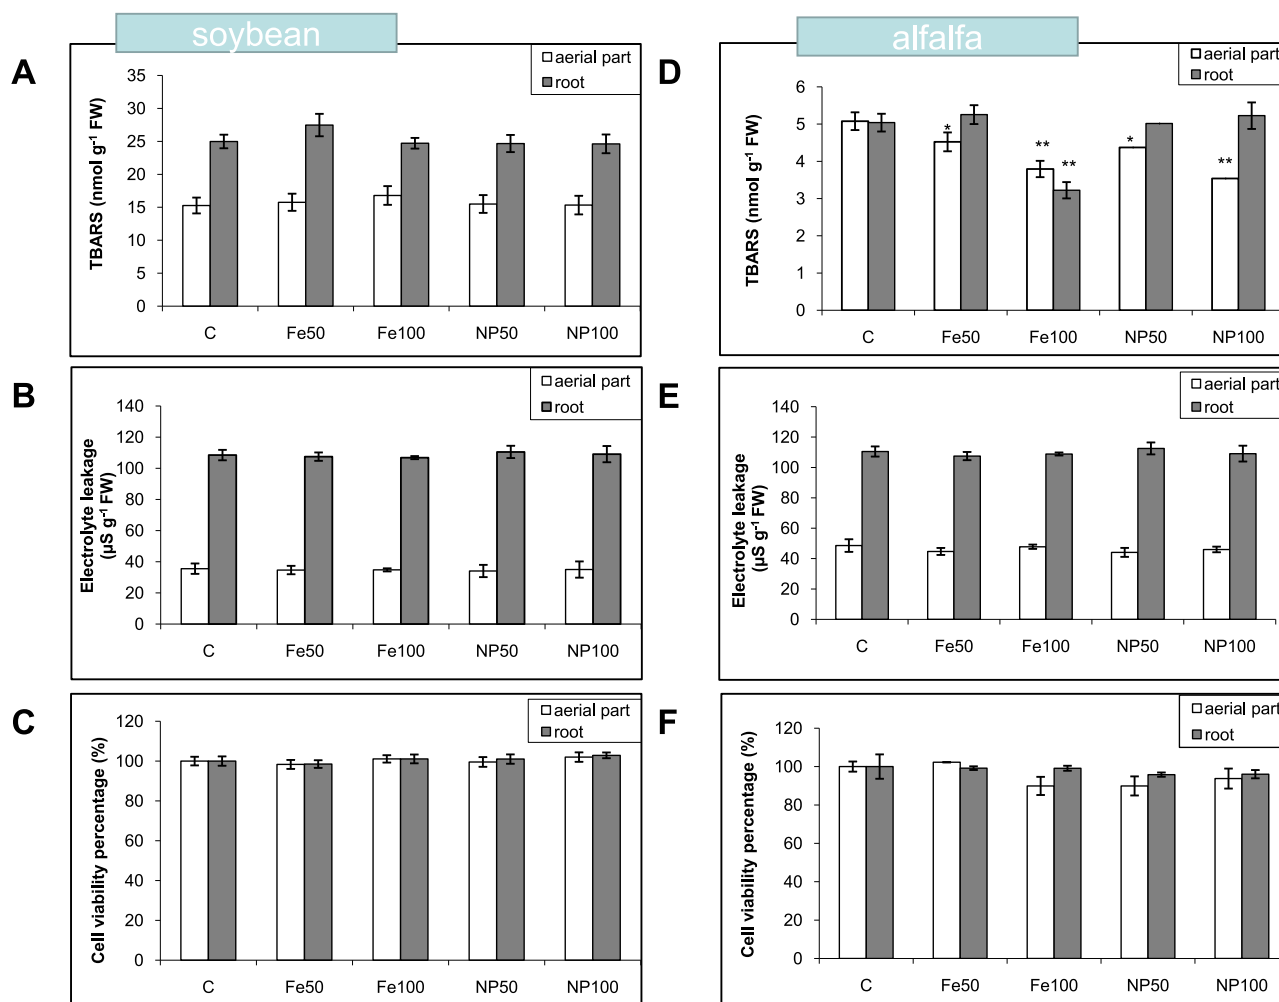 soybean
A
aerial part
root
TBARS (nmol g⁻¹ FW)
35
30
25
20
15
10
5
0
C Fe50 Fe100 NP50 NP100
B
aerial part
root
Electrolyte leakage
(µS g⁻¹ FW)
140
120
100
80
60
40
20
0
C Fe50 Fe100 NP50 NP100
C
aerial part
root
Cell viability percentage (%)
120
100
80
60
40
20
0
C Fe50 Fe100 NP50 NP100
alfalfa
D
aerial part
root
TBARS (nmol g⁻¹ FW)
6
5
4
3
2
1
0
* ** ** * **
C Fe50 Fe100 NP50 NP100
E
aerial part
root
Electrolyte leakage
(µS g⁻¹ FW)
140
120
100
80
60
40
20
0
C Fe50 Fe100 NP50 NP100
F
aerial part
root
Cell viability percentage (%)
120
100
80
60
40
20
0
C Fe50 Fe100 NP50 NP100